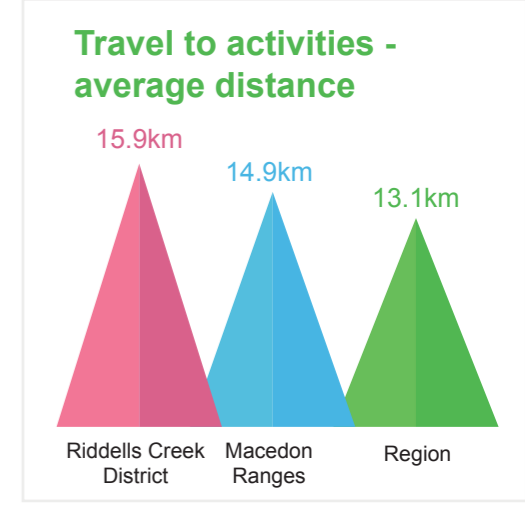 Travel to activities -
average distance
15.9km
14.9km
13.1km
Riddells Creek
District
Macedon
Ranges
Region